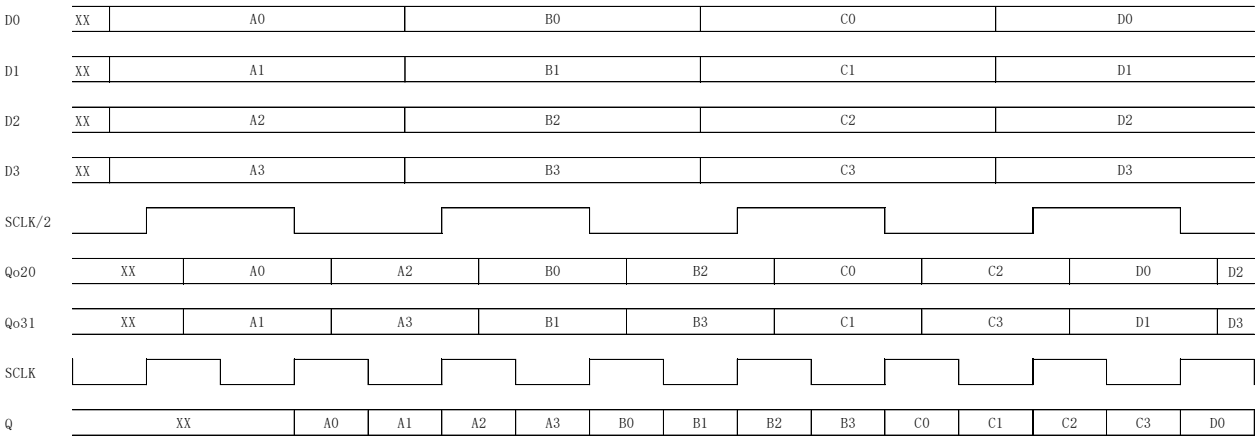 D0 XX A0 B0 C0 D0
D1 XX A1 B1 C1 D1
D2 XX A2 B2 C2 D2
D3 XX A3 B3 C3 D3
SCLK/2
Qo20 XX A0 A2 B0 B2 C0 C2 D0 D2
Qo31 XX A1 A3 B1 B3 C1 C3 D1 D3
SCLK
Q XX A0 A1 A2 A3 B0 B1 B2 B3 C0 C1 C2 C3 D0